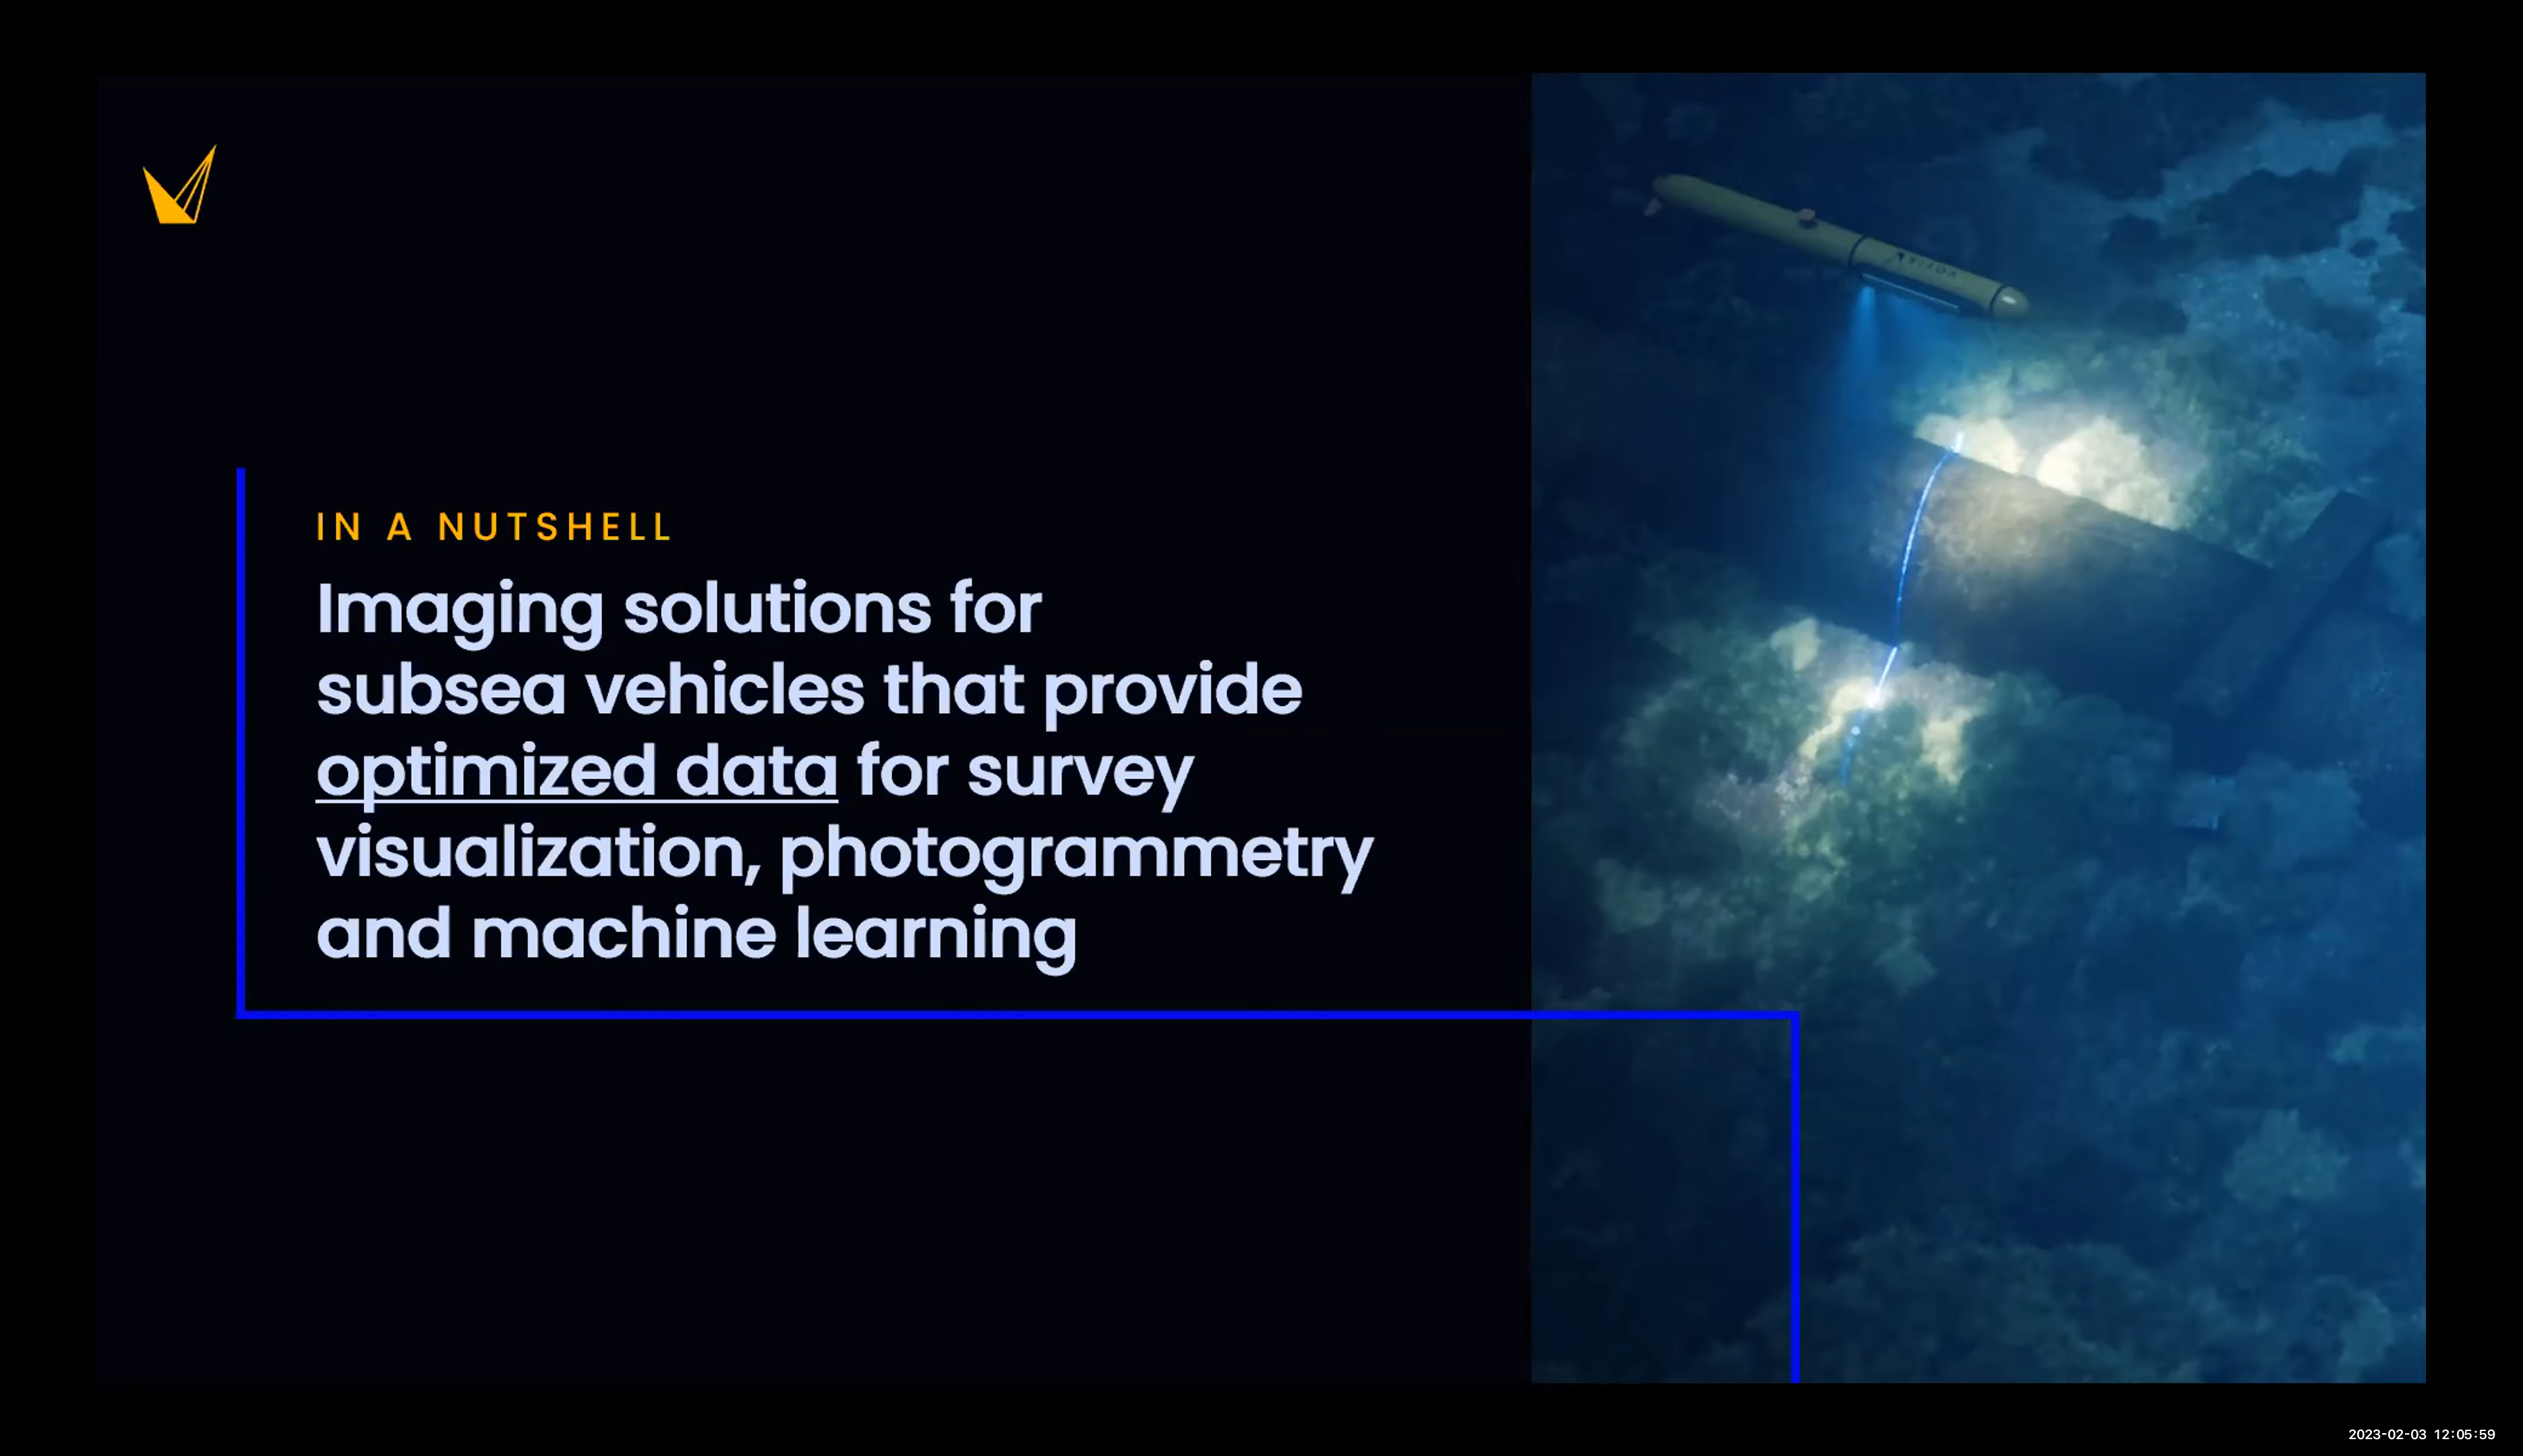 IN A NUTSHELL
Imaging solutions for
subsea vehicles that provide
optimized data for survey
visualization, photogrammetry
and machine learning
2023-02-03 12:05:59